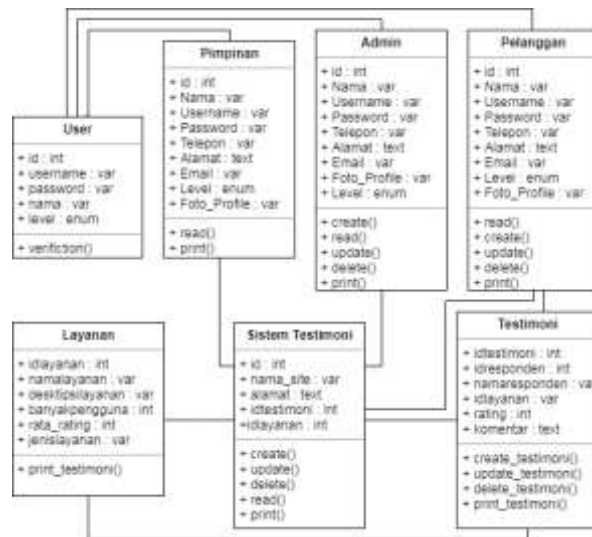 Pimpinan
+ id : int
+ Nama : var
+ Username : var
+ Password : var
+ Telepon : var
+ Alamat : text
+ Email : var
+ Level : enum
+ Foto_Profile : var
+ read()
+ print()
Admin
+ id : int
+ Nama : var
+ Username : var
+ Password : var
+ Telepon : var
+ Alamat : text
+ Email : var
+ Foto_Profile : var
+ Level : enum
+ create()
+ read()
+ update()
+ delete()
+ print()
Pelanggan
+ id : int
+ Nama : var
+ Username : var
+ Password : var
+ Telepon : var
+ Alamat : text
+ Email : var
+ Level : enum
+ Foto_Profile : var
+ read()
+ create()
+ update()
+ delete()
+ print()
User
+ id : int
+ username : var
+ password : var
+ nama : var
+ level : enum
+ verifiction()
Layanan
+ idlayanan : int
+ namalayanan : var
+ desktipsilayanan : var
+ banyakpengguna : int
+ rata_rating : int
+ jenislayanan : var
+ print_testimoni()
Sistem Testimoni
+ id : int
+ nama_site : var
+ alamat : text
+ idtestimoni : int
+idlayanan : int
+ create()
+ update()
+ delete()
+ read()
+ print()
Testimoni
+ idtestimoni : int
+ idresponden : int
+ namaresponden : va
+ idlayanan : var
+ rating : int
+ komentar : text
+ create_testimoni()
+ update_testimoni()
+ delete_testimoni()
+ print_testimoni()